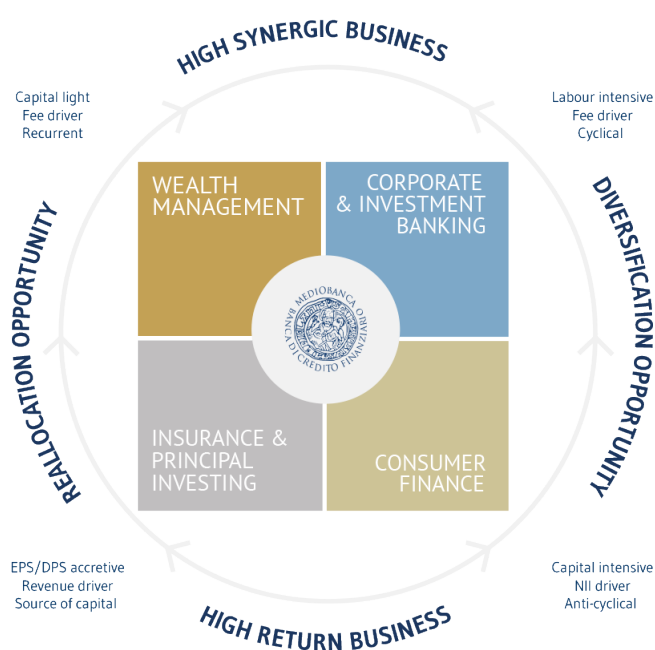 HIGH SYNERGIC BUSINESS
Capital light
Fee driver
Recurrent
Labour intensive
Fee driver
Cyclical
WEALTH
MANAGEMENT
CORPORATE
& INVESTMENT
BANKING
REALLOCATION OPPORTUNITY
DIVERSIFICATION OPPORTUNITY
MEDIOBANCA
BANCA DI CREDITO FINANZIARIO
INSURANCE &
PRINCIPAL
INVESTING
CONSUMER
FINANCE
EPS/DPS accretive
Revenue driver
Source of capital
Capital intensive
NII driver
Anti-cyclical
HIGH RETURN BUSINESS